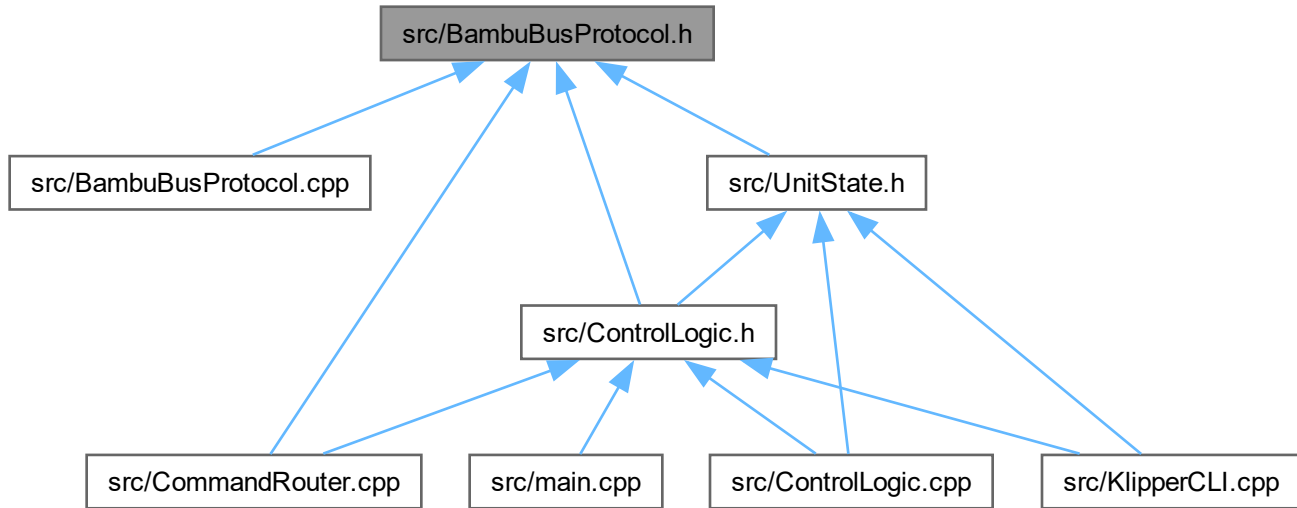 src/BambuBusProtocol.h
src/BambuBusProtocol.cpp
src/UnitState.h
src/ControlLogic.h
src/CommandRouter.cpp
src/main.cpp
src/ControlLogic.cpp
src/KlipperCLI.cpp